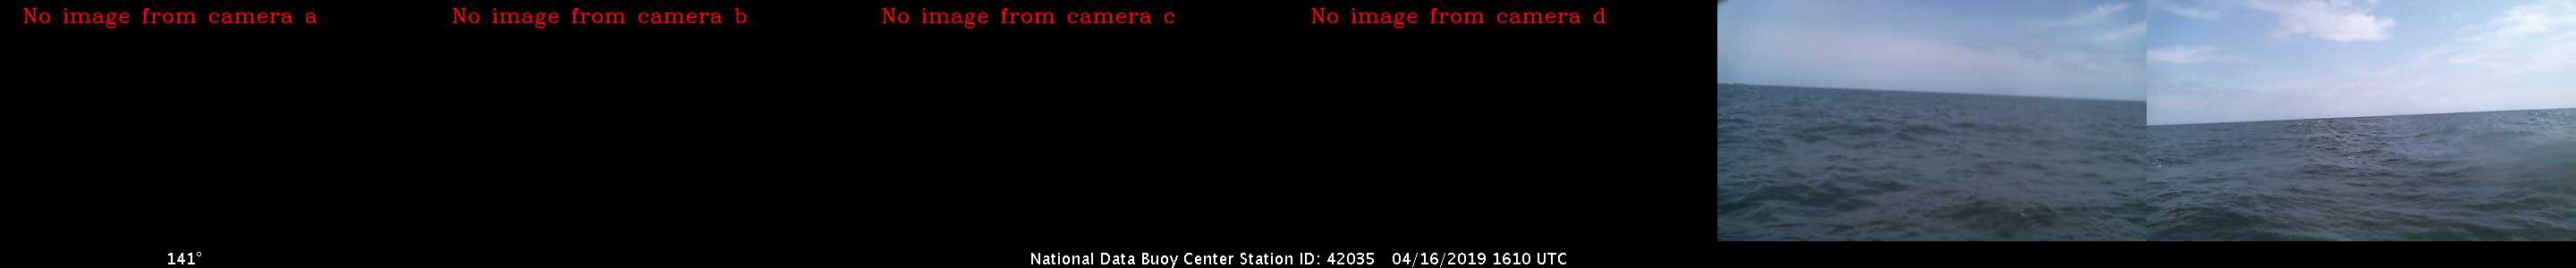 No image from camera a
No image from camera b
No image from camera c
No image from camera d
141°
National Data Buoy Center Station ID: 42035 04/16/2019 1610 UTC